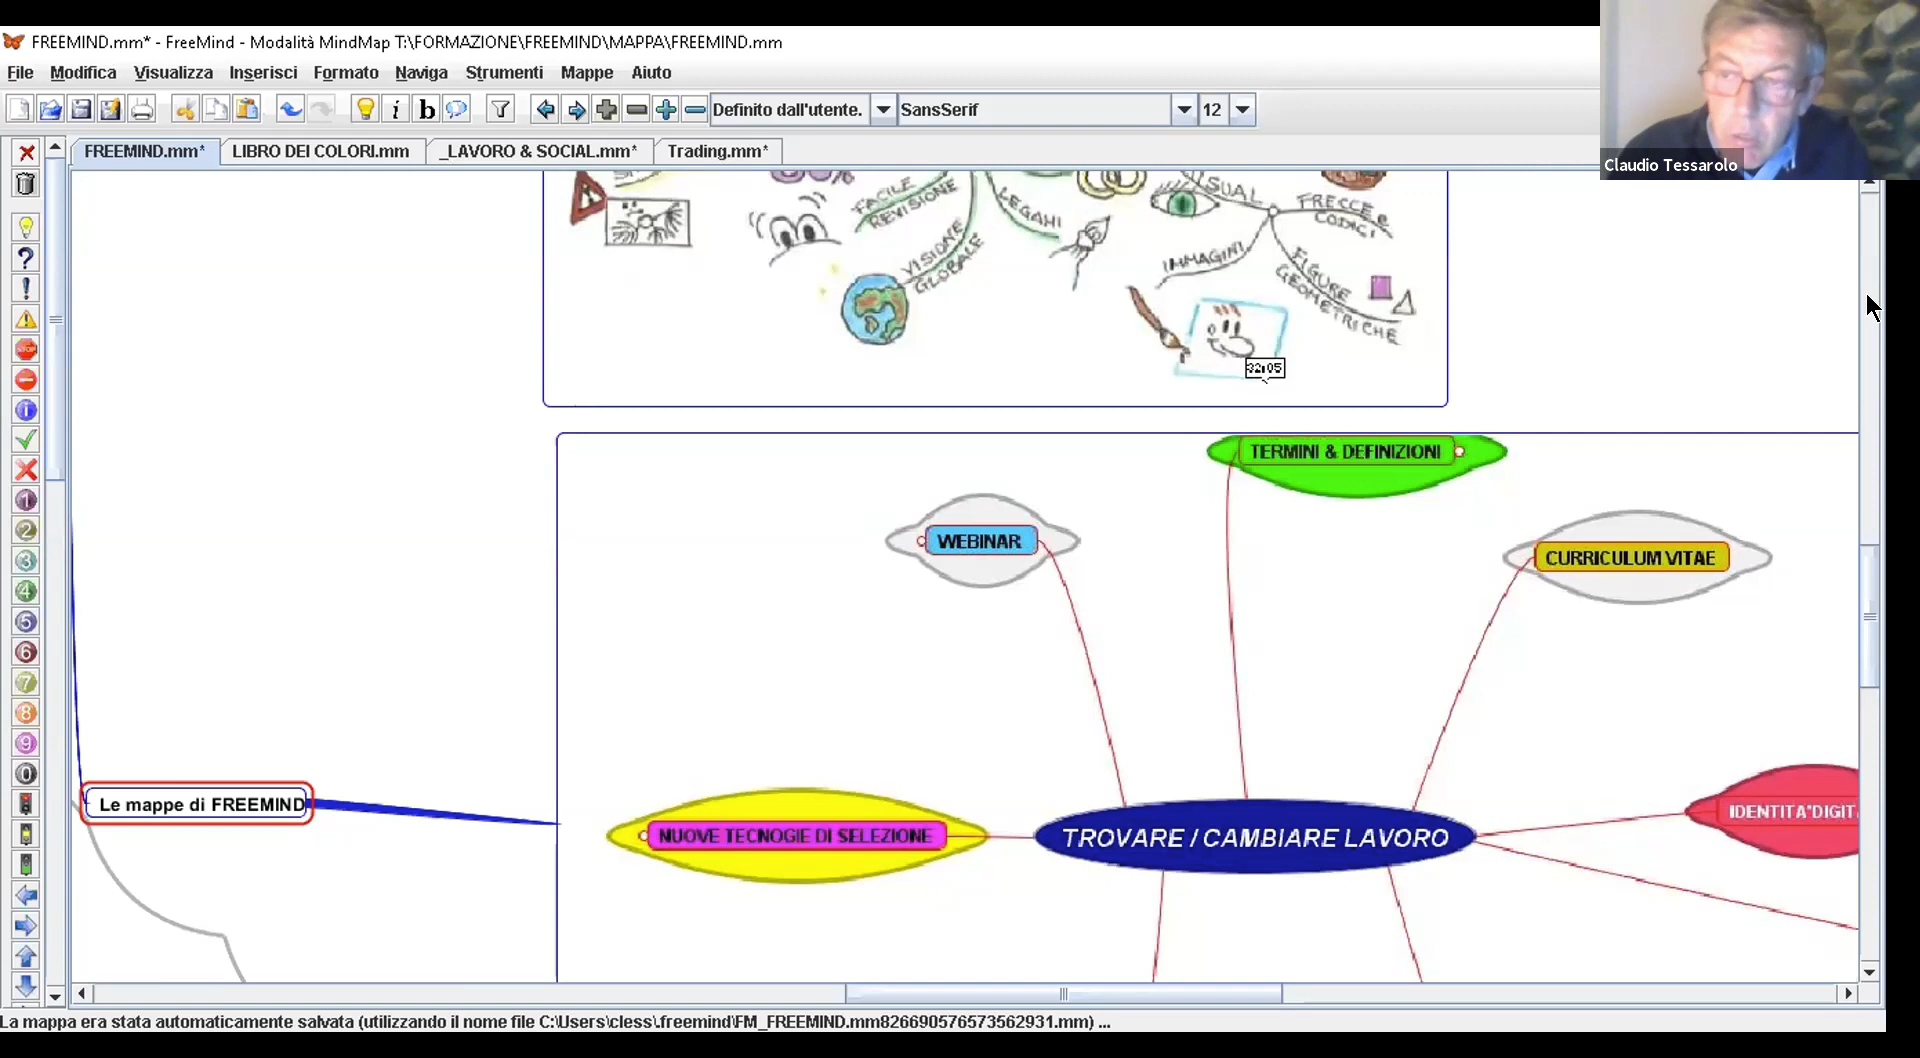 FREEMIND.mm* - FreeMind - Modalità MindMap T:\FORMAZIONE\FREEMIND\MAPPA\FREEMIND.mm
File Modifica Visualizza Inserisci Formato Naviga Strumenti Mappe Aiuto
Definito dall'utente. SansSerif 12
Claudio Tessarolo
FREEMIND.mm* LIBRO DEI COLORI.mm _LAVORO & SOCIAL.mm* Trading.mm*
FACILE
REVISIONE
LEGAMI
FRECCE e
CODICI
VISIONE
GLOBALE
IMMAGINI
FIGURE
GEOMETRICHE
TERMINI & DEFINIZIONI
WEBINAR
CURRICULUM VITAE
Le mappe di FREEMIND
IDENTITA'DIGIT
NUOVE TECNOGIE DI SELEZIONE
TROVARE / CAMBIARE LAVORO
La mappa era stata automaticamente salvata (utilizzando il nome file C:\Users\cless\.freemind\FM_FREEMIND.mm826690576573562931.mm) ...